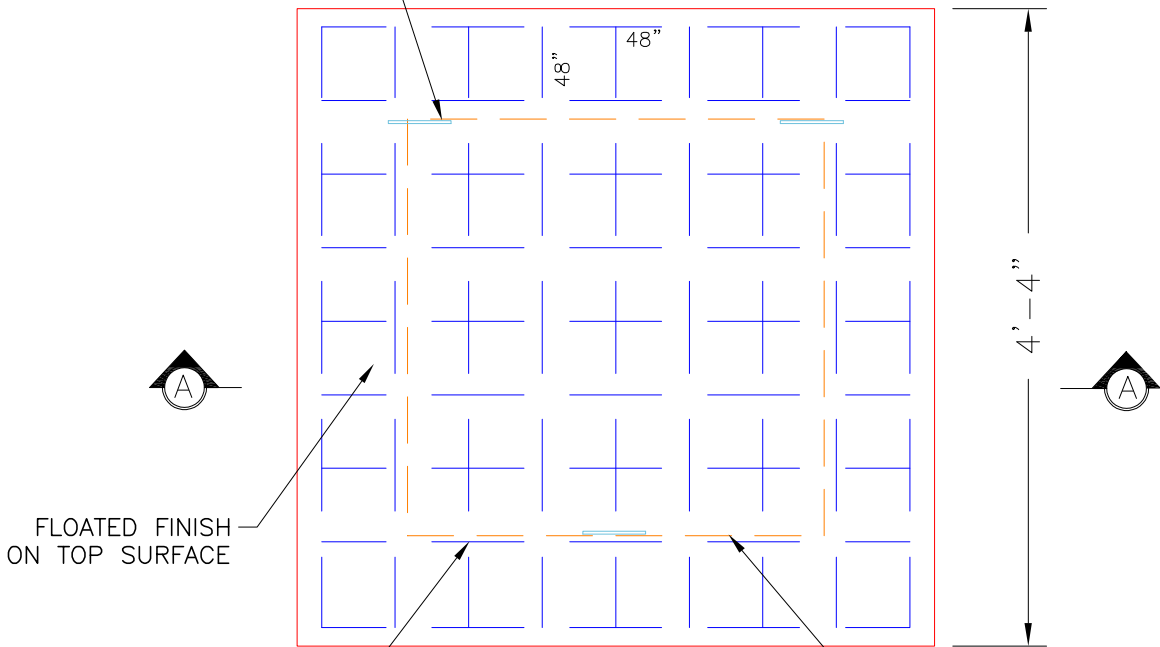 48”
48”
4’ – 4”
A
A
FLOATED FINISH
ON TOP SURFACE